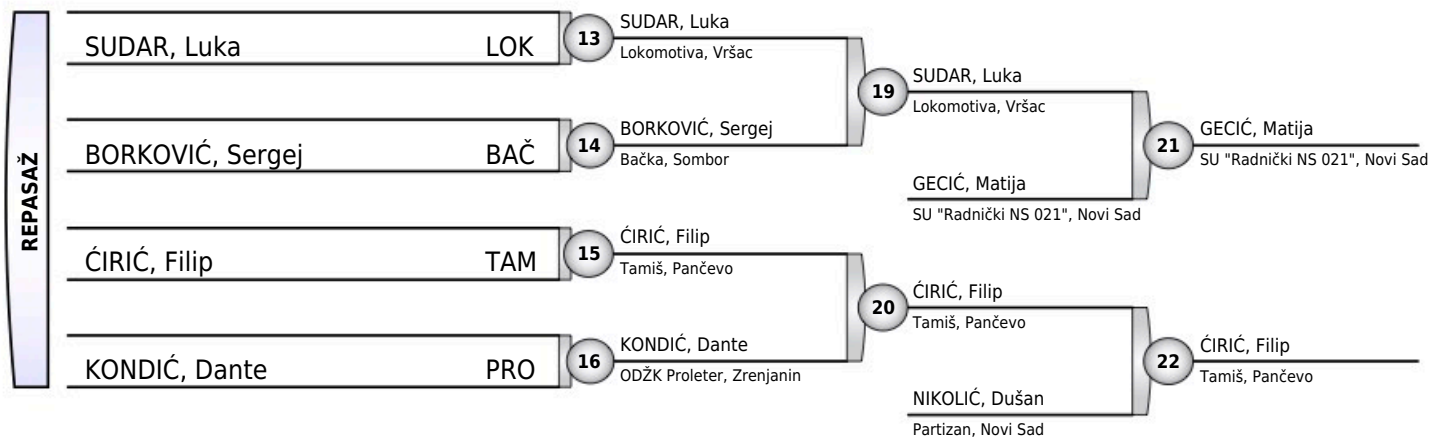 REPASAŽ
SUDAR, Luka LOK
BORKOVIĆ, Sergej BAČ
ĆIRIĆ, Filip TAM
KONDIĆ, Dante PRO
13
SUDAR, Luka
Lokomotiva, Vršac
14
BORKOVIĆ, Sergej
Bačka, Sombor
15
ĆIRIĆ, Filip
Tamiš, Pančevo
16
KONDIĆ, Dante
ODŽK Proleter, Zrenjanin
19
SUDAR, Luka
Lokomotiva, Vršac
GECIĆ, Matija
SU "Radnički NS 021", Novi Sad
20
ĆIRIĆ, Filip
Tamiš, Pančevo
NIKOLIĆ, Dušan
Partizan, Novi Sad
21
GECIĆ, Matija
SU "Radnički NS 021", Novi Sad
22
ĆIRIĆ, Filip
Tamiš, Pančevo